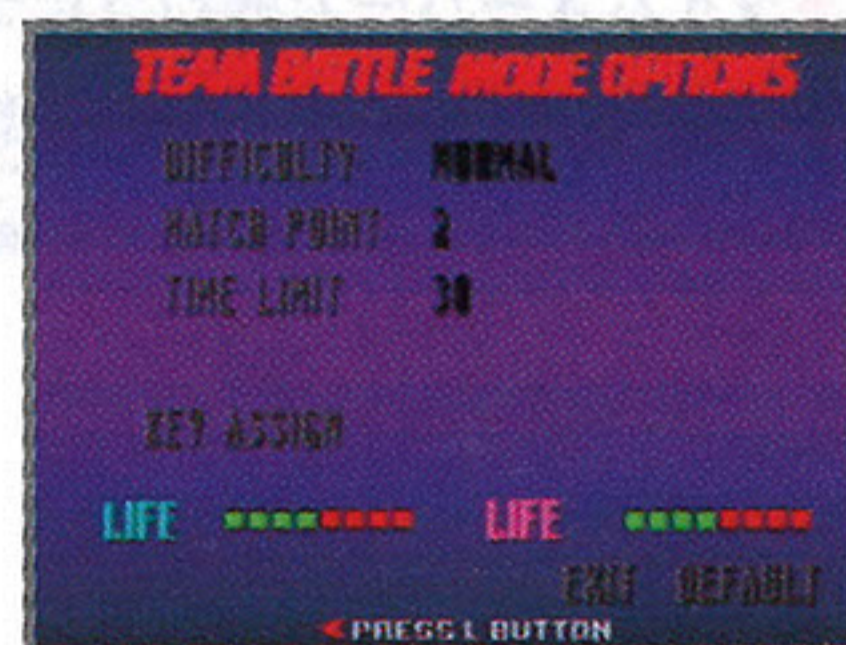 TEAM BATTLE MODE OPTIONS
DIFFICULTY NORMAL
MATCH POINT 2
TIME LIMIT 30
KEY ASSIGN
LIFE LIFE
EXIT DEFAULT
PRESS L BUTTON